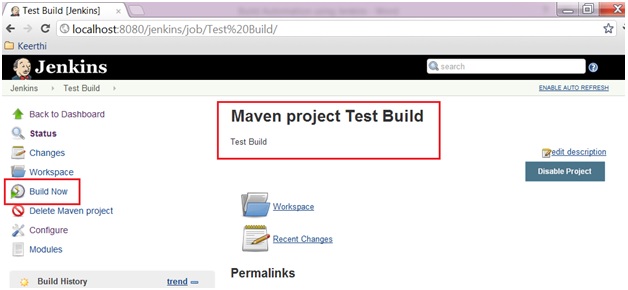 Test Build [Jenkins]
localhost:8080/jenkins/job/Test%20Build/
Keerthi
Jenkins
search
Jenkins
Test Build
ENABLE AUTO REFRESH
Back to Dashboard
Status
Changes
Workspace
Build Now
Delete Maven project
Configure
Modules
Build History
trend
Maven project Test Build
Test Build
edit description
Disable Project
Workspace
Recent Changes
Permalinks